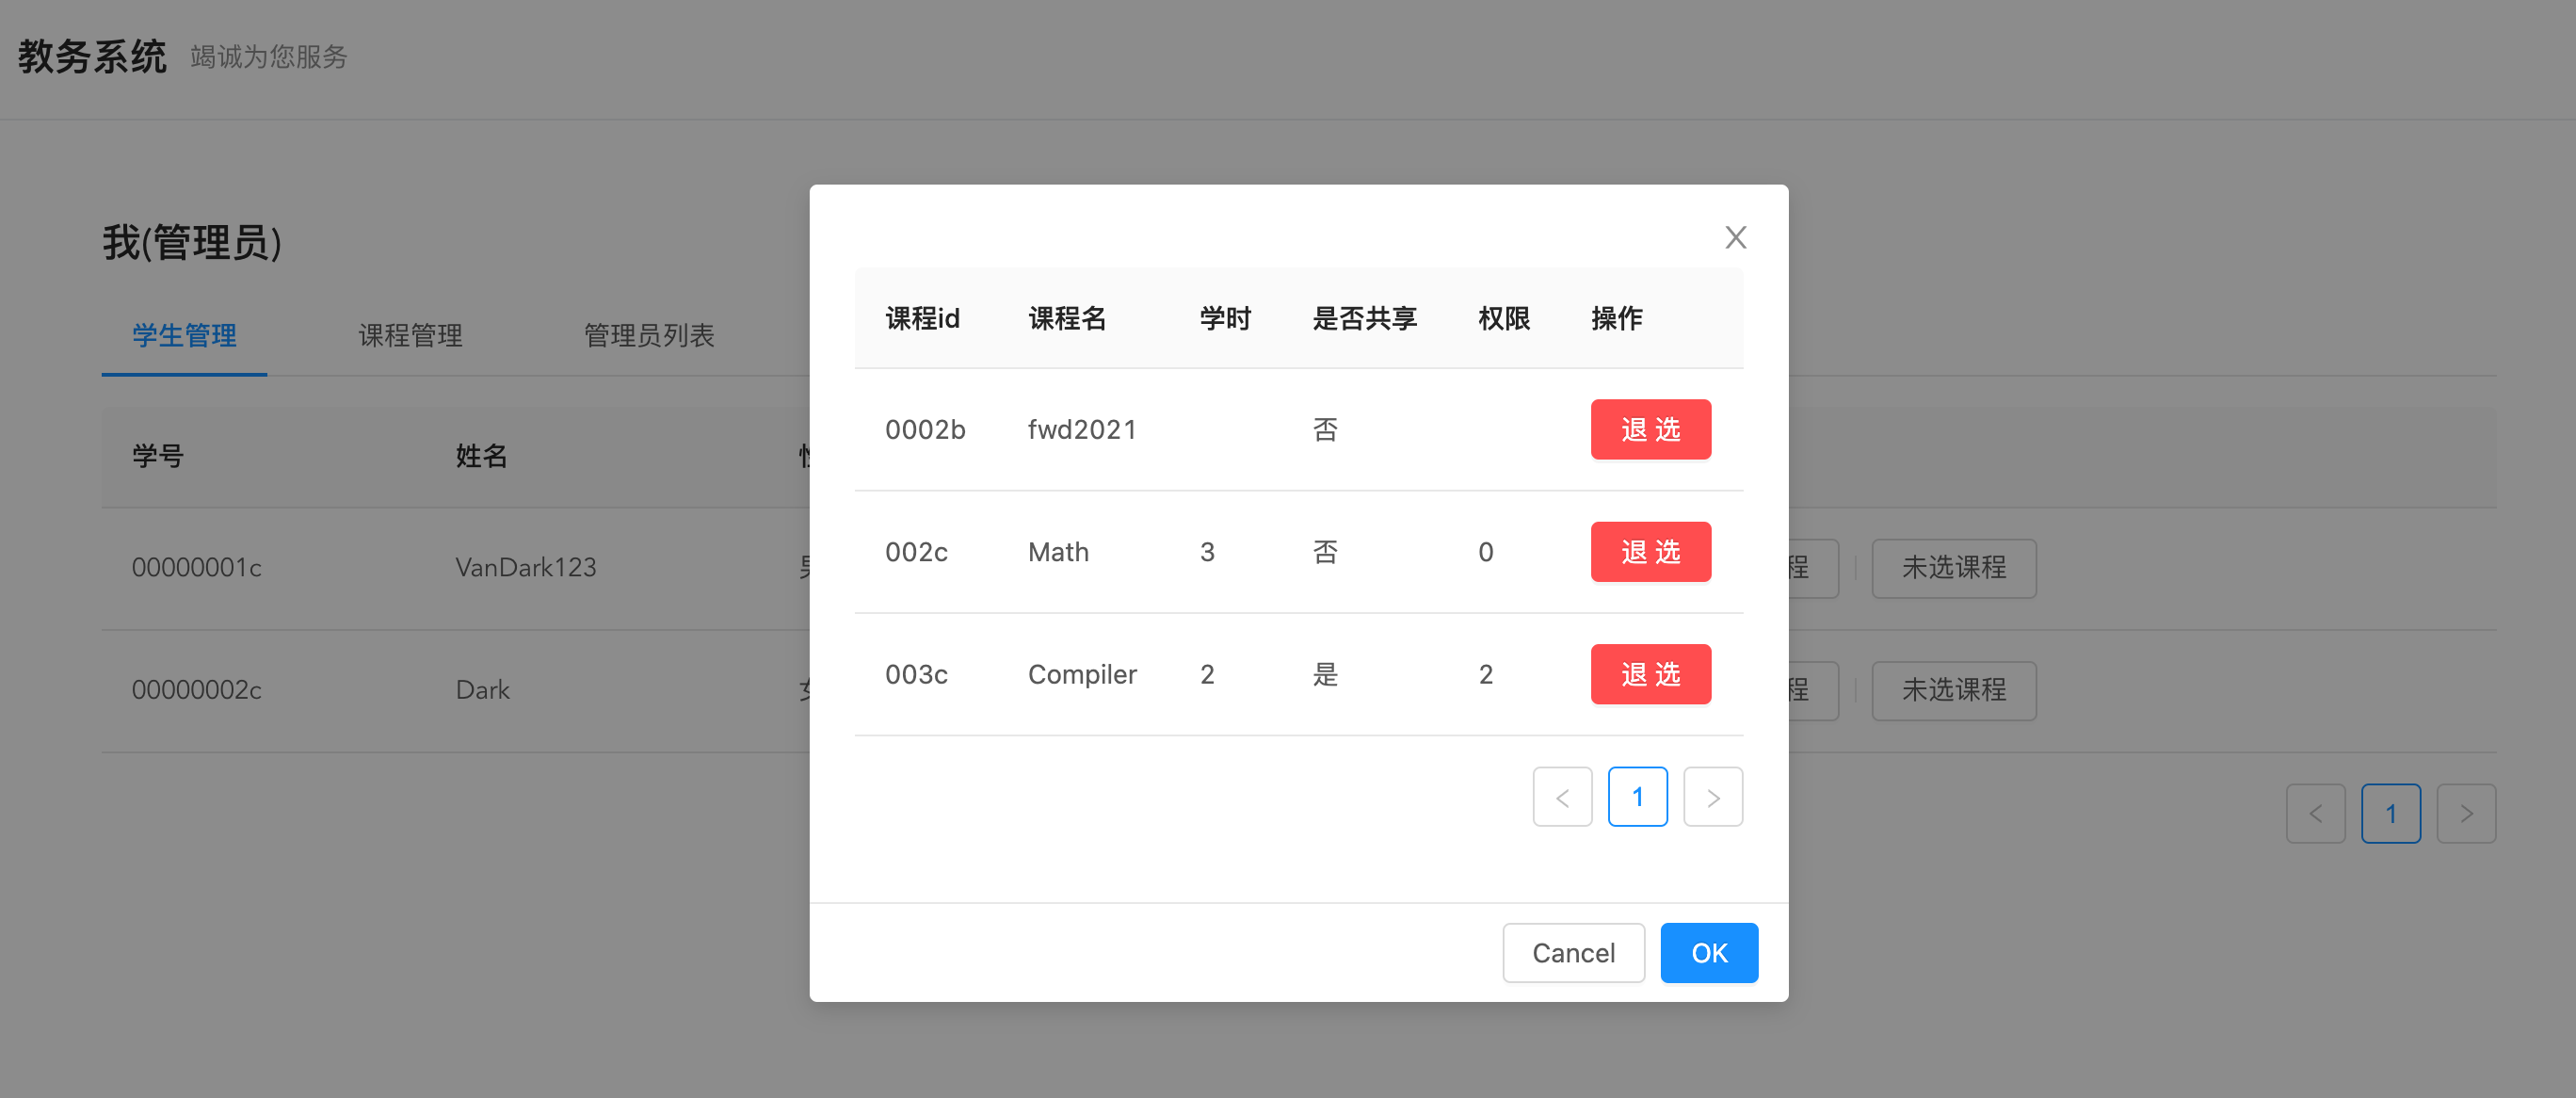 教务系统 竭诚为您服务
我(管理员)
学生管理 课程管理 管理员列表
学号 姓名
00000001c VanDark123 程 未选课程
00000002c Dark 程 未选课程
1
X
课程id 课程名 学时 是否共享 权限 操作
0002b fwd2021 否 退选
002c Math 3 否 0 退选
003c Compiler 2 是 2 退选
< 1 >
Cancel OK